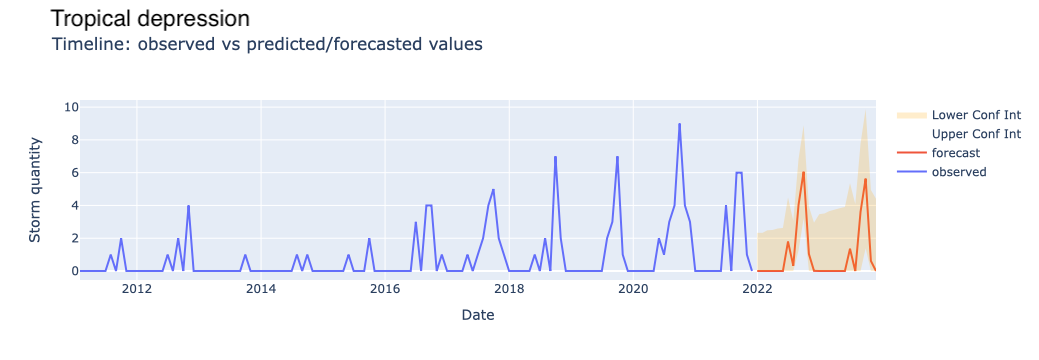 Tropical depression
Timeline: observed vs predicted/forecasted values
Storm quantity
10
8
6
4
2
0
2012
2014
2016
2018
2020
2022
Date
Lower Conf Int
Upper Conf Int
forecast
observed